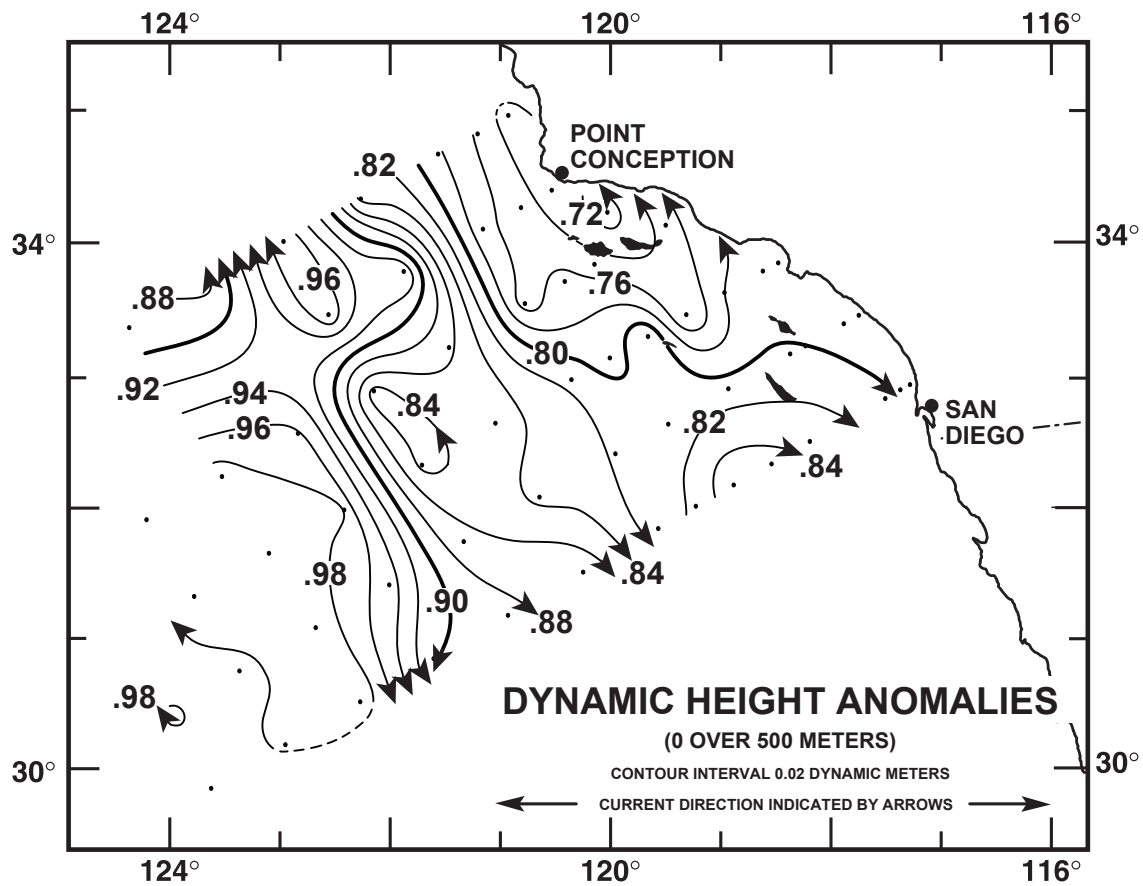 124° 120° 116°
POINT
CONCEPTION
.82
.72
34° 34°
.96
.76
.88
.80
.92
.94
.84
SAN
DIEGO
.96
.82
.84
.98
.84
.90
.88
.98
DYNAMIC HEIGHT ANOMALIES
(0 OVER 500 METERS)
30° 30°
CONTOUR INTERVAL 0.02 DYNAMIC METERS
CURRENT DIRECTION INDICATED BY ARROWS
124° 120° 116°